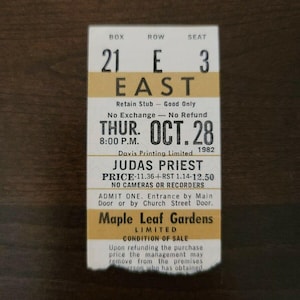 BOX ROW SEAT
21 E 3
EAST
Retain Stub — Good Only
No Exchange — No Refund
THUR. OCT. 28
8:00 P.M. 1982
Davis Printing Limited
JUDAS PRIEST
PRICE-11.36+RST 1.14-12.50
NO CAMERAS OR RECORDERS
ADMIT ONE. Entrance by Main
Door or by Church Street Door.
Maple Leaf Gardens
LIMITED
CONDITION OF SALE
Upon refunding the purchase
price the management may
remove from the premises
who has obtained